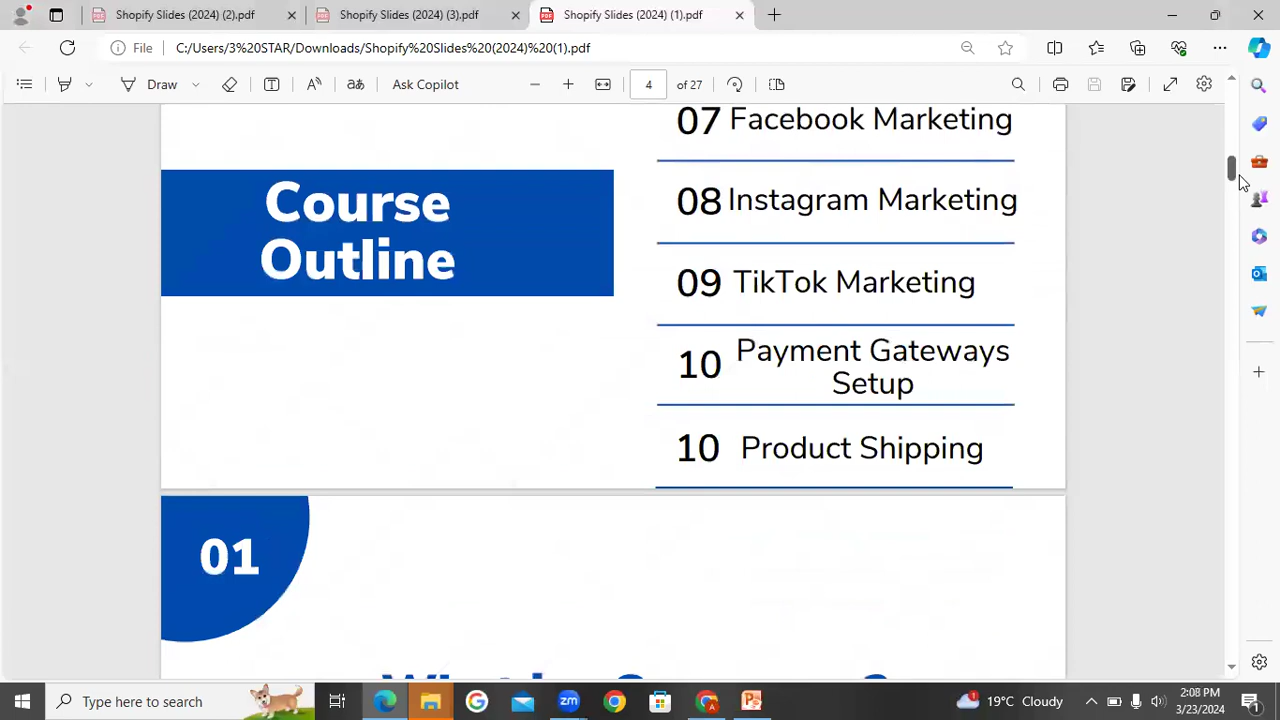 Shopify Slides (2024) (2).pdf
Shopify Slides (2024) (3).pdf
Shopify Slides (2024) (1).pdf
File
C:/Users/3%20STAR/Downloads/Shopify%20Slides%20(2024)%20(1).pdf
Draw
aあ
Ask Copilot
4
of 27
07 Facebook Marketing
08 Instagram Marketing
Course
Outline
09 TikTok Marketing
10 Payment Gateways
Setup
10 Product Shipping
01
Type here to search
19°C Cloudy
2:08 PM
3/23/2024